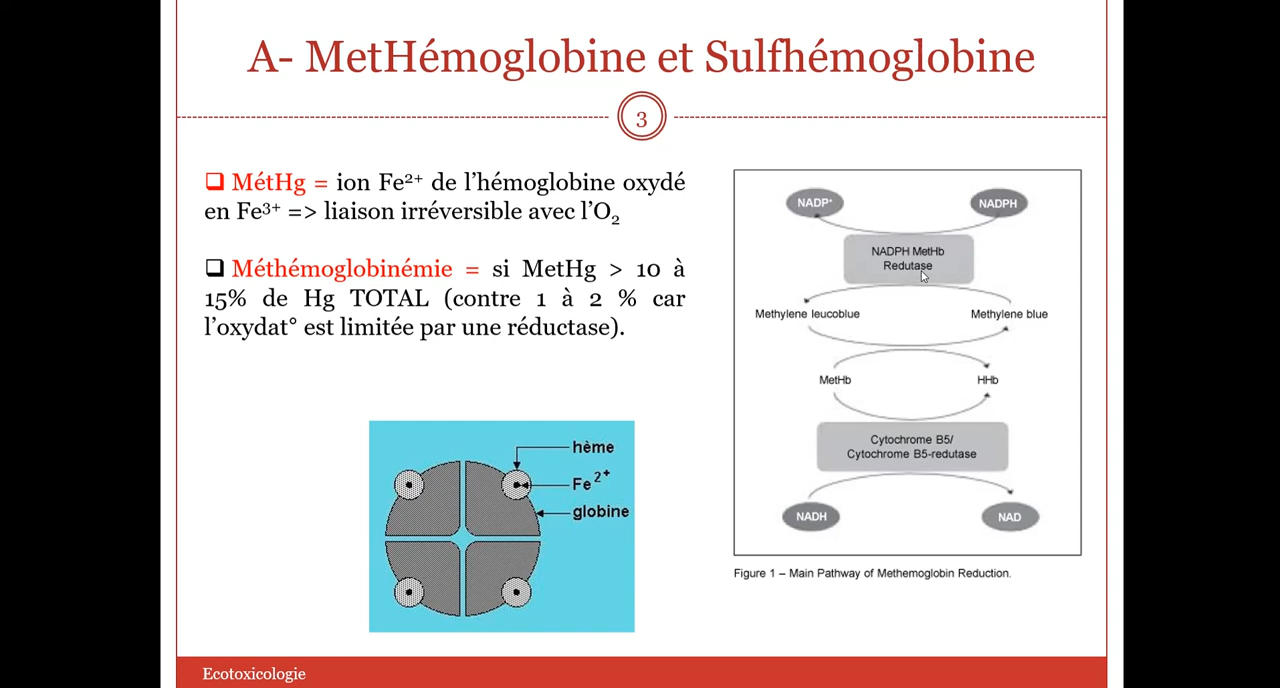 A- MetHémoglobine et Sulfhémoglobine
3
MétHg = ion Fe²⁺ de l'hémoglobine oxydé
en Fe³⁺ => liaison irréversible avec l'O₂
Méthémoglobinémie = si MetHg > 10 à
15% de Hg TOTAL (contre 1 à 2 % car
l'oxydat° est limitée par une réductase).
hème
Fe²⁺
globine
NADP⁺ NADPH
NADPH MetHb
Redutase
Methylene leucoblue Methylene blue
MetHb HHb
Cytochrome B5/
Cytochrome B5-redutase
NADH NAD
Figure 1 – Main Pathway of Methemoglobin Reduction.
Ecotoxicologie